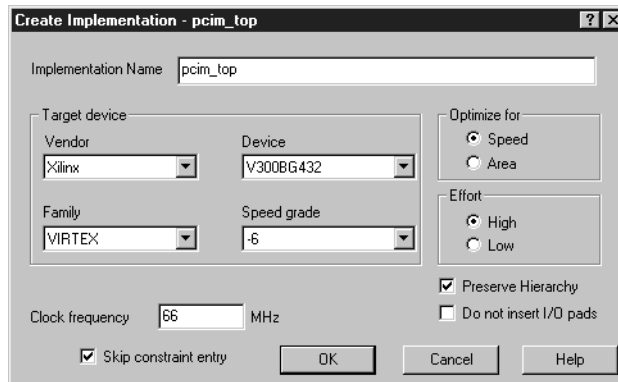 Create Implementation - pcim_top
Implementation Name pcim_top
Target device
Vendor Device
Xilinx V300BG432
Family Speed grade
VIRTEX -6
Optimize for
Speed
Area
Effort
High
Low
Preserve Hierarchy
Do not insert I/O pads
Clock frequency 66 MHz
Skip constraint entry
OK Cancel Help